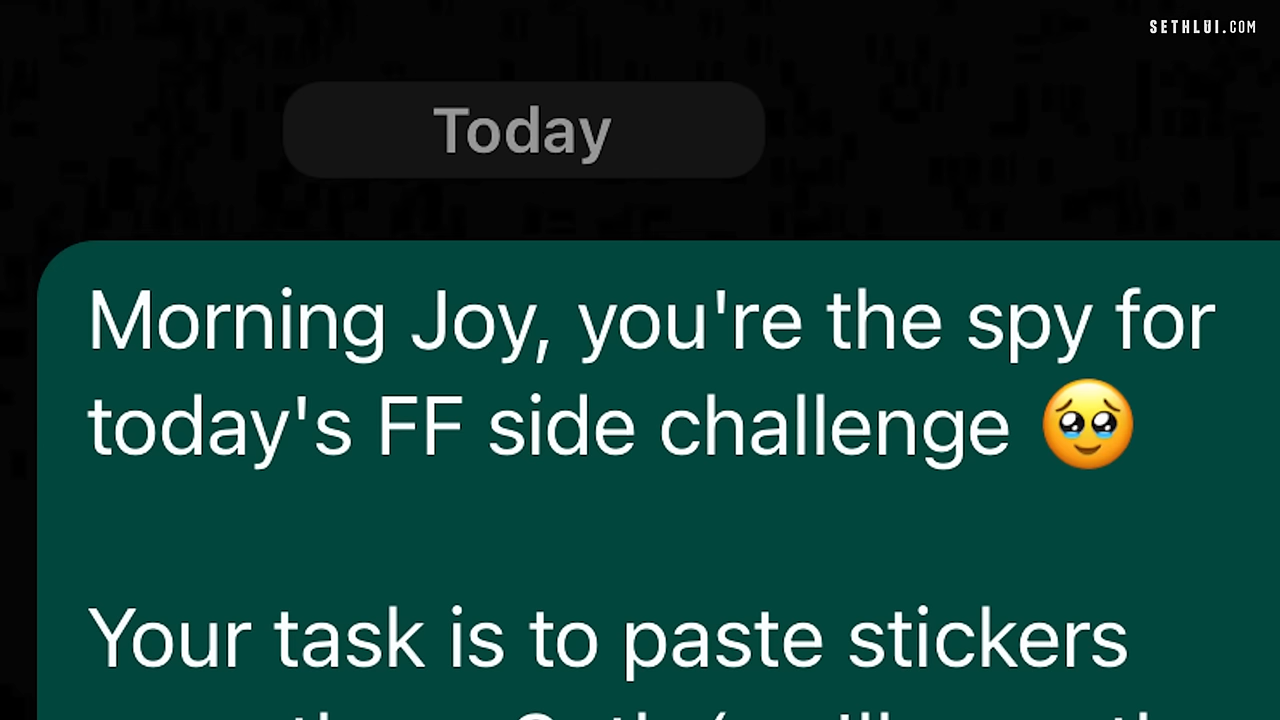 SETHLUI.COM
Today
Morning Joy, you're the spy for
today's FF side challenge 🥹
Your task is to paste stickers